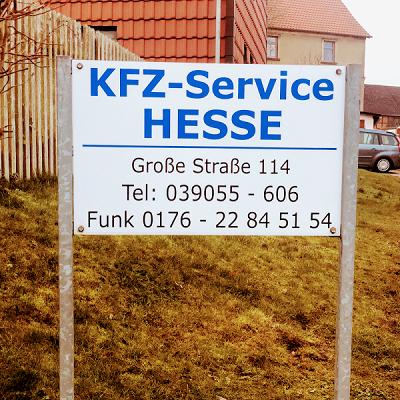 KFZ-Service
HESSE
Große Straße 114
Tel: 039055 - 606
Funk 0176 - 22 84 51 54